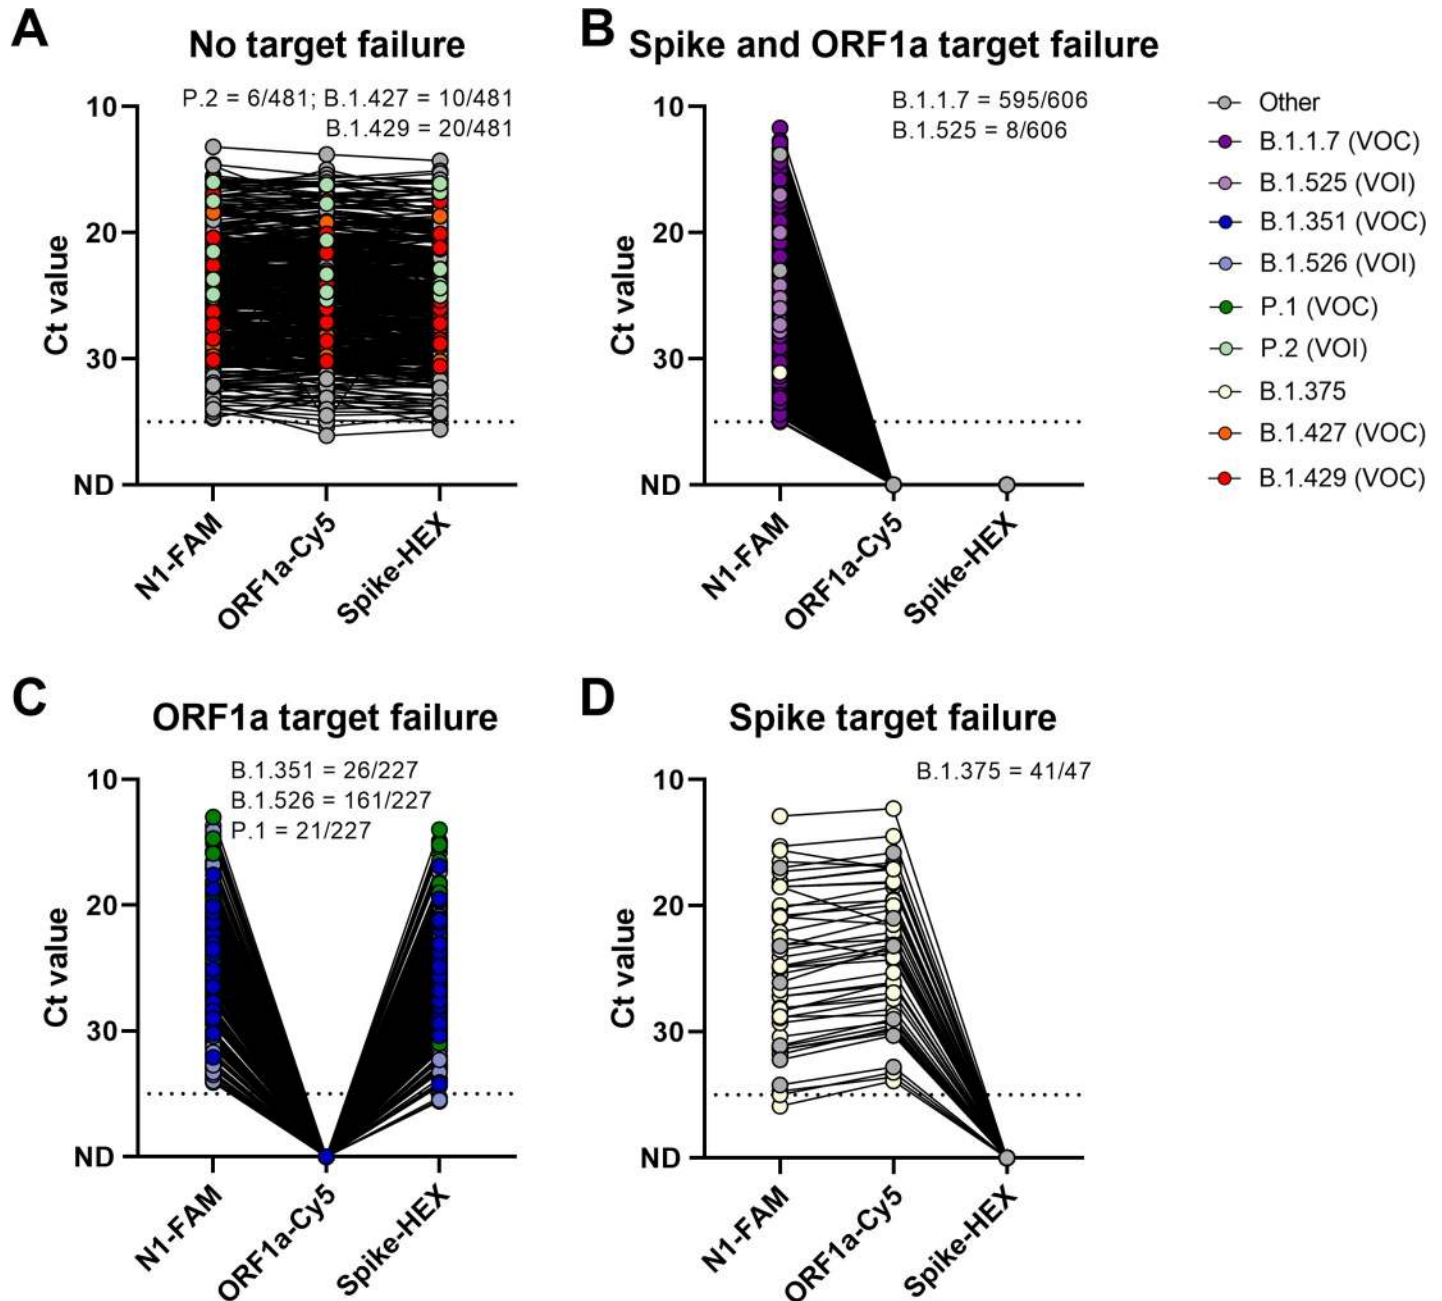 A
No target failure
P.2 = 6/481; B.1.427 = 10/481
B.1.429 = 20/481
10
20
30
ND
Ct value
N1-FAM
ORF1a-Cy5
Spike-HEX
B
Spike and ORF1a target failure
B.1.1.7 = 595/606
B.1.525 = 8/606
10
20
30
ND
Ct value
N1-FAM
ORF1a-Cy5
Spike-HEX
Other
B.1.1.7 (VOC)
B.1.525 (VOI)
B.1.351 (VOC)
B.1.526 (VOI)
P.1 (VOC)
P.2 (VOI)
B.1.375
B.1.427 (VOC)
B.1.429 (VOC)
C
ORF1a target failure
B.1.351 = 26/227
B.1.526 = 161/227
P.1 = 21/227
10
20
30
ND
Ct value
N1-FAM
ORF1a-Cy5
Spike-HEX
D
Spike target failure
B.1.375 = 41/47
10
20
30
ND
Ct value
N1-FAM
ORF1a-Cy5
Spike-HEX